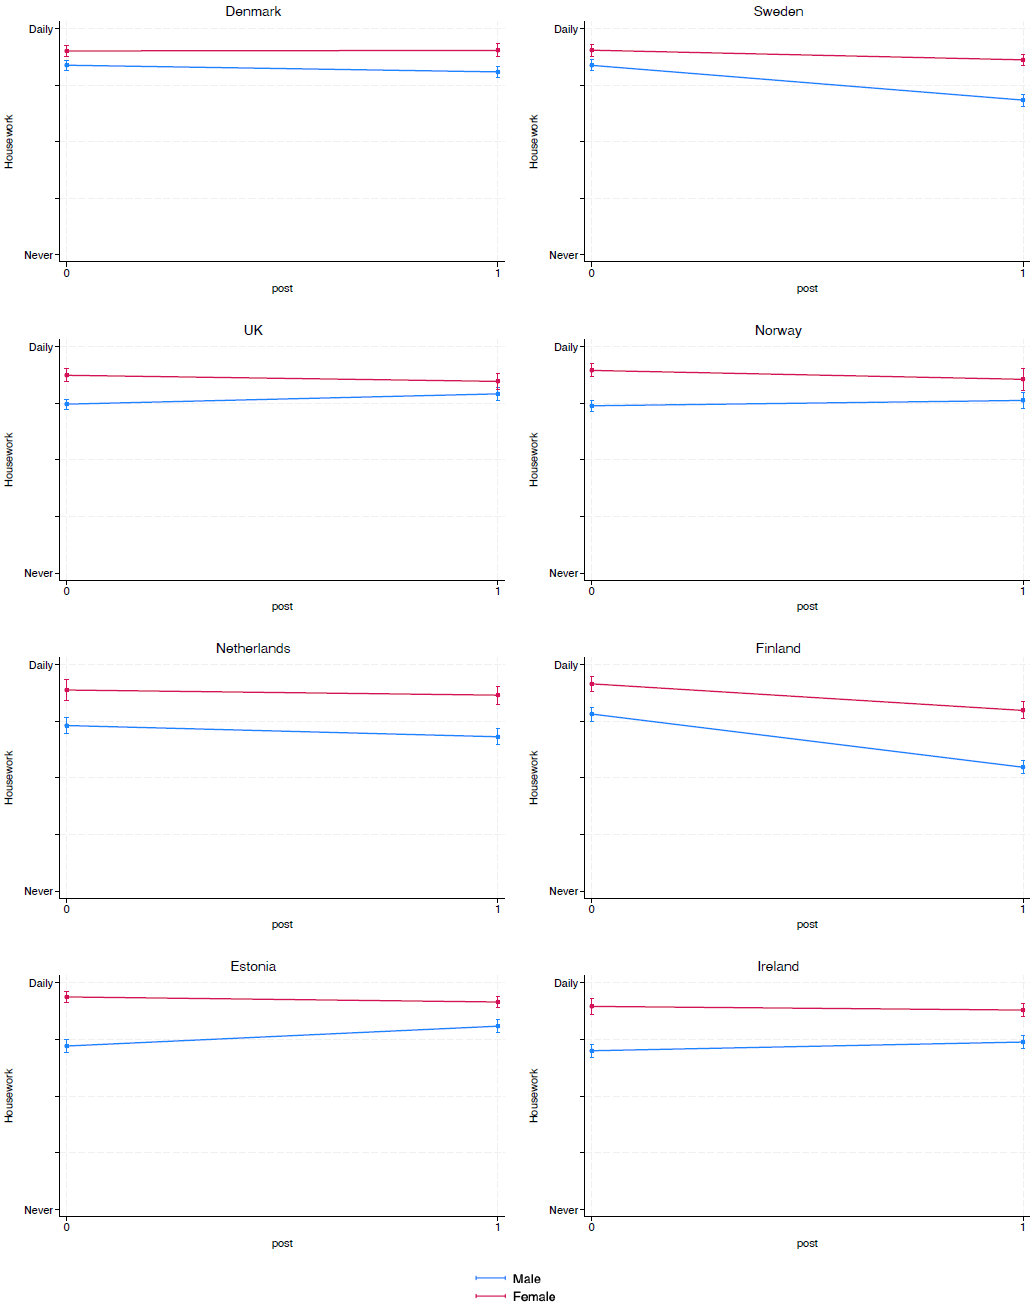 Denmark
Daily
Housework
Never
0
1
post
Sweden
Daily
Housework
Never
0
1
post
UK
Daily
Housework
Never
0
1
post
Norway
Daily
Housework
Never
0
1
post
Netherlands
Daily
Housework
Never
0
1
post
Finland
Daily
Housework
Never
0
1
post
Estonia
Daily
Housework
Never
0
1
post
Ireland
Daily
Housework
Never
0
1
post
Male
Female